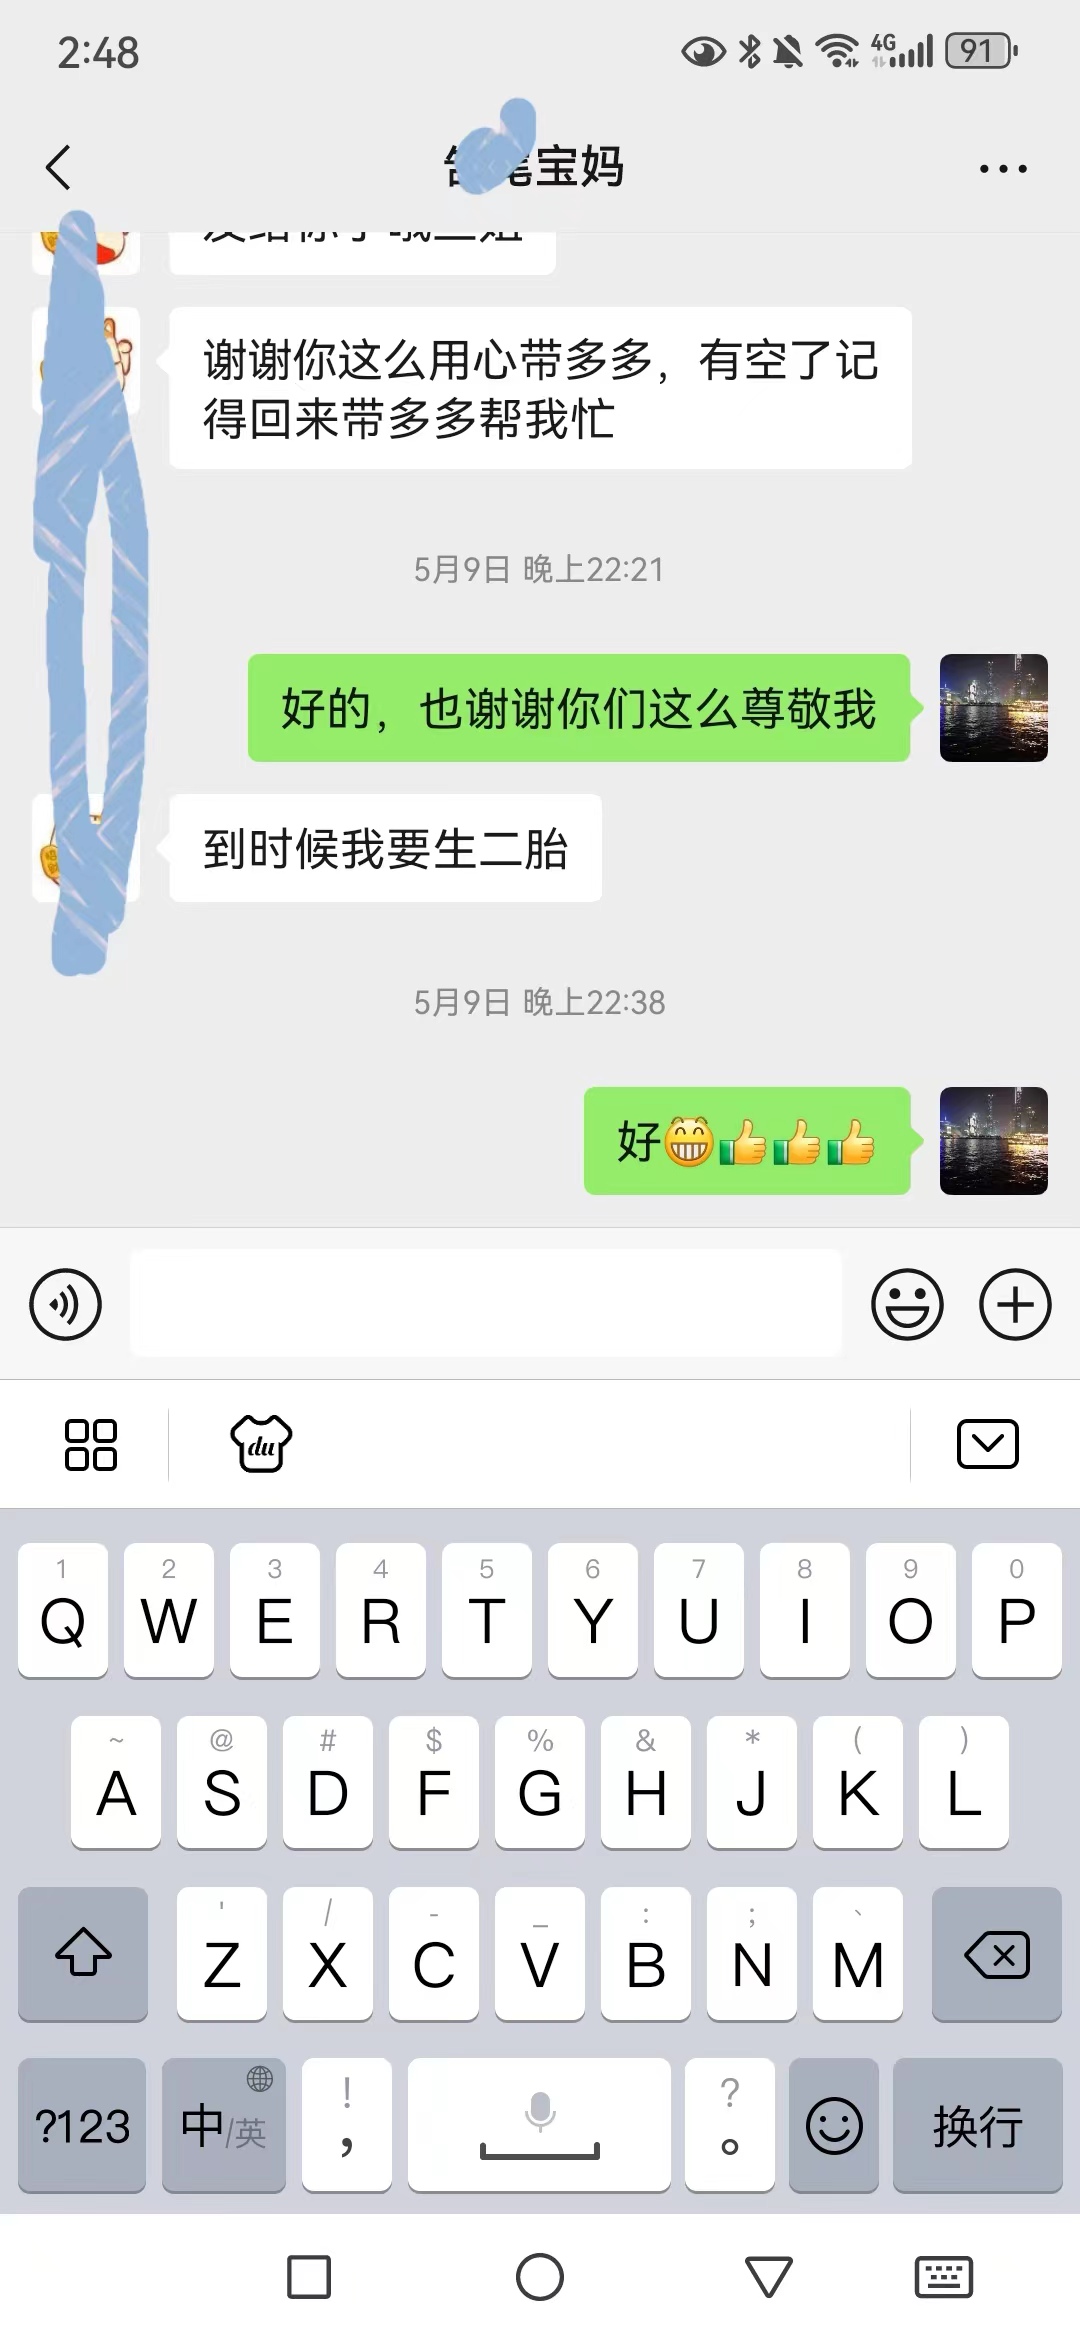 2:48
4G
91
宝妈
谢谢你这么用心带多多，有空了记
得回来带多多帮我忙
5月9日 晚上22:21
好的，也谢谢你们这么尊敬我
到时候我要生二胎
5月9日 晚上22:38
好😁👍👍👍
du
1 2 3 4 5 6 7 8 9 0
Q W E R T Y U I O P
~ @ # $ % & * ( )
A S D F G H J K L
' / - _ : ; 、
Z X C V B N M
?123 中/英 ! ， ? 。 换行